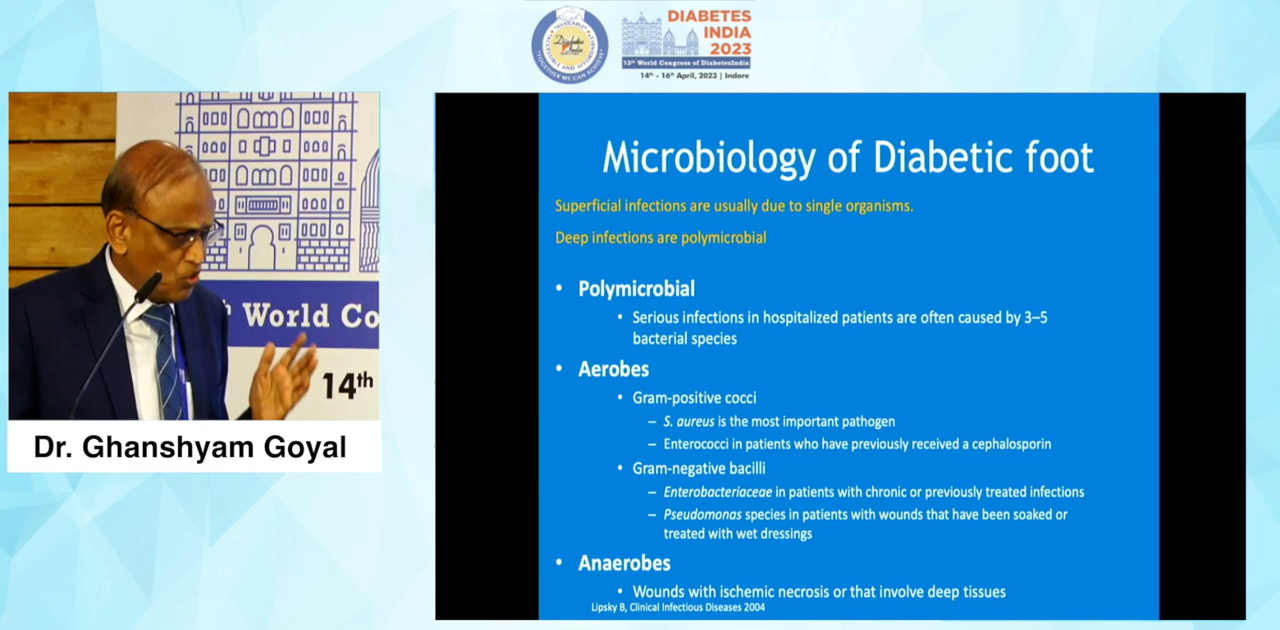 DIABETES
INDIA
2023
12th World Congress of DiabetesIndia
14th - 16th April, 2023 | Indore
World Co
14th
Dr. Ghanshyam Goyal
Microbiology of Diabetic foot
Superficial infections are usually due to single organisms.
Deep infections are polymicrobial
• Polymicrobial
• Serious infections in hospitalized patients are often caused by 3–5
bacterial species
• Aerobes
• Gram-positive cocci
– S. aureus is the most important pathogen
– Enterococci in patients who have previously received a cephalosporin
• Gram-negative bacilli
– Enterobacteriaceae in patients with chronic or previously treated infections
– Pseudomonas species in patients with wounds that have been soaked or
treated with wet dressings
• Anaerobes
• Wounds with ischemic necrosis or that involve deep tissues
Lipsky B, Clinical Infectious Diseases 2004